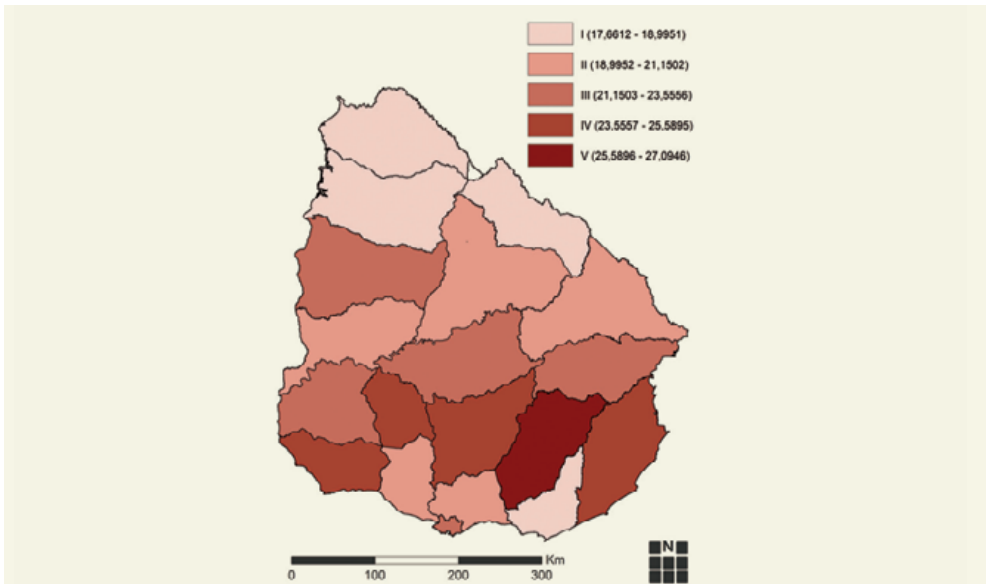 I (17,6612 - 18,9951)
II (18,9952 - 21,1502)
III (21,1503 - 23,5556)
IV (23.5557 - 25.5895)
V (25.5896 - 27,0946)
N
Km
0 100 200 300